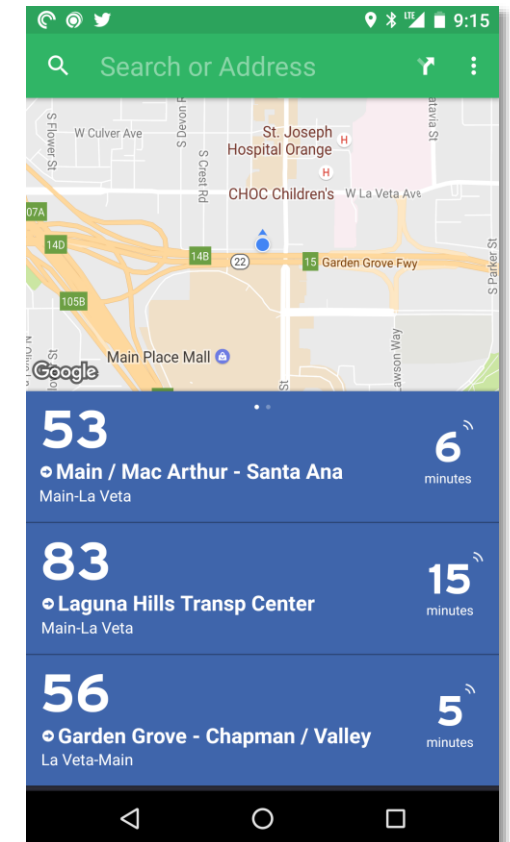 LTE 9:15
Search or Address
S Flower St
W Culver Ave
S Devon R
St. Joseph
Hospital Orange
H
atavia St
S Crest Rd
H
CHOC Children's
W La Veta Ave
07A
14D
14B
22
15 Garden Grove Fwy
S Parker St
105B
Main Place Mall
Lawson Way
St
Google
53
Main / Mac Arthur - Santa Ana
Main-La Veta
6
minutes
83
Laguna Hills Transp Center
Main-La Veta
15
minutes
56
Garden Grove - Chapman / Valley
La Veta-Main
5
minutes